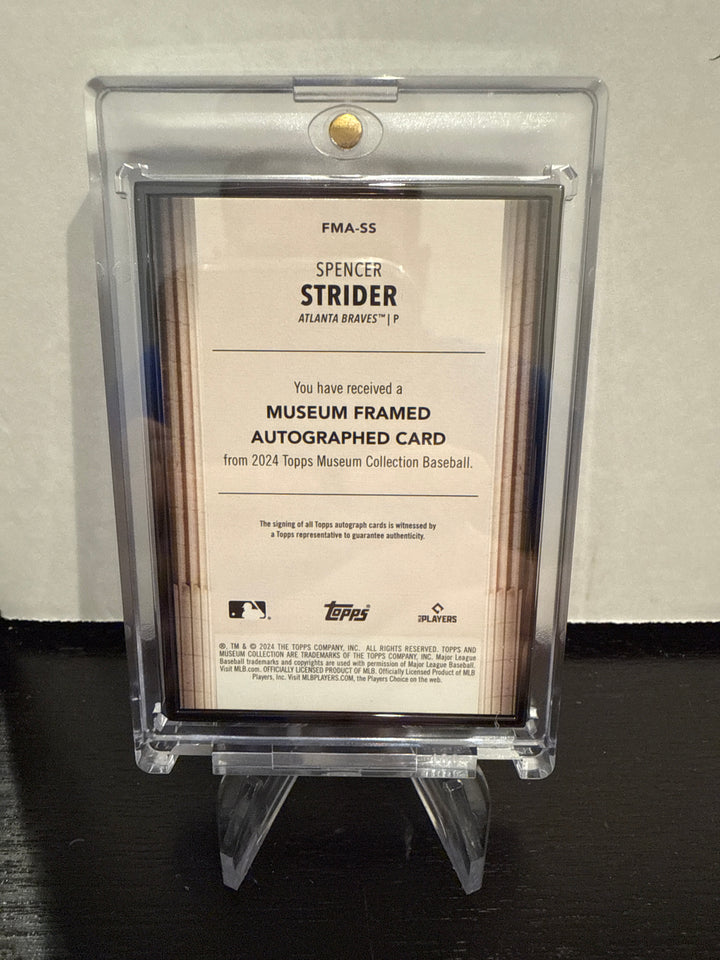 FMA-SS
SPENCER
STRIDER
ATLANTA BRAVES™ | P
You have received a
MUSEUM FRAMED
AUTOGRAPHED CARD
from 2024 Topps Museum Collection Baseball.
The signing of all Topps autograph cards is witnessed by
a Topps representative to guarantee authenticity.
Topps®
MLB PLAYERS
®, TM & © 2024 THE TOPPS COMPANY, INC. ALL RIGHTS RESERVED. TOPPS AND
MUSEUM COLLECTION ARE TRADEMARKS OF THE TOPPS COMPANY, INC. Major League
Baseball trademarks and copyrights are used with permission of Major League Baseball.
Visit MLB.com. OFFICIALLY LICENSED PRODUCT OF MLB. Officially Licensed Product of MLB
Players, Inc. Visit MLBPLAYERS.COM, the Players Choice on the web.